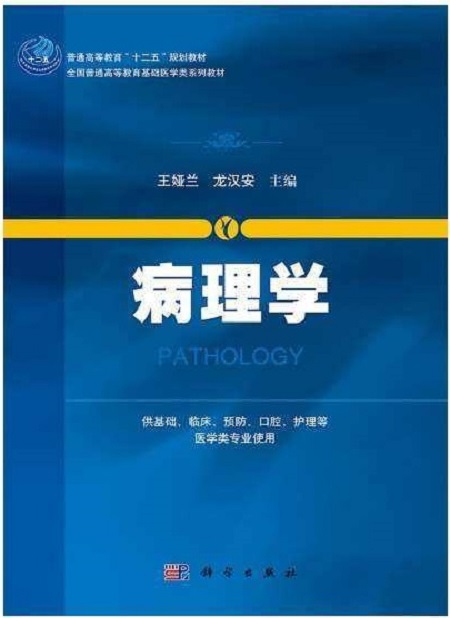 十二五
普通高等教育“十二五”规划教材
全国普通高等教育基础医学类系列教材
王娅兰 龙汉安 主编
病理学
PATHOLOGY
供基础、临床、预防、口腔、护理等
医学类专业使用
科学出版社